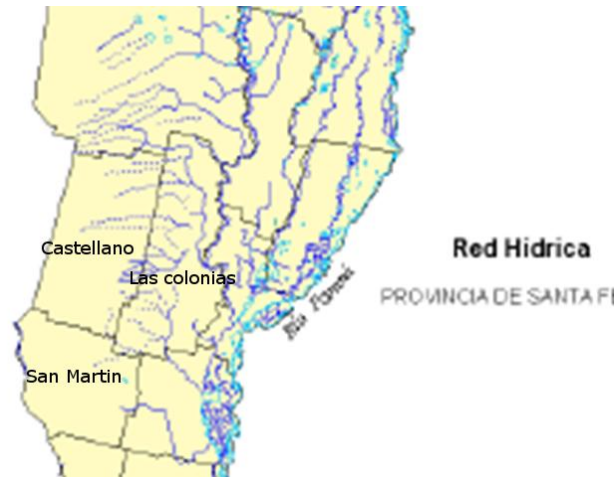 Castellano
Las colonias
San Martin
Río Paraná
Red Hidrica
PROVINCIA DE SANTA FE